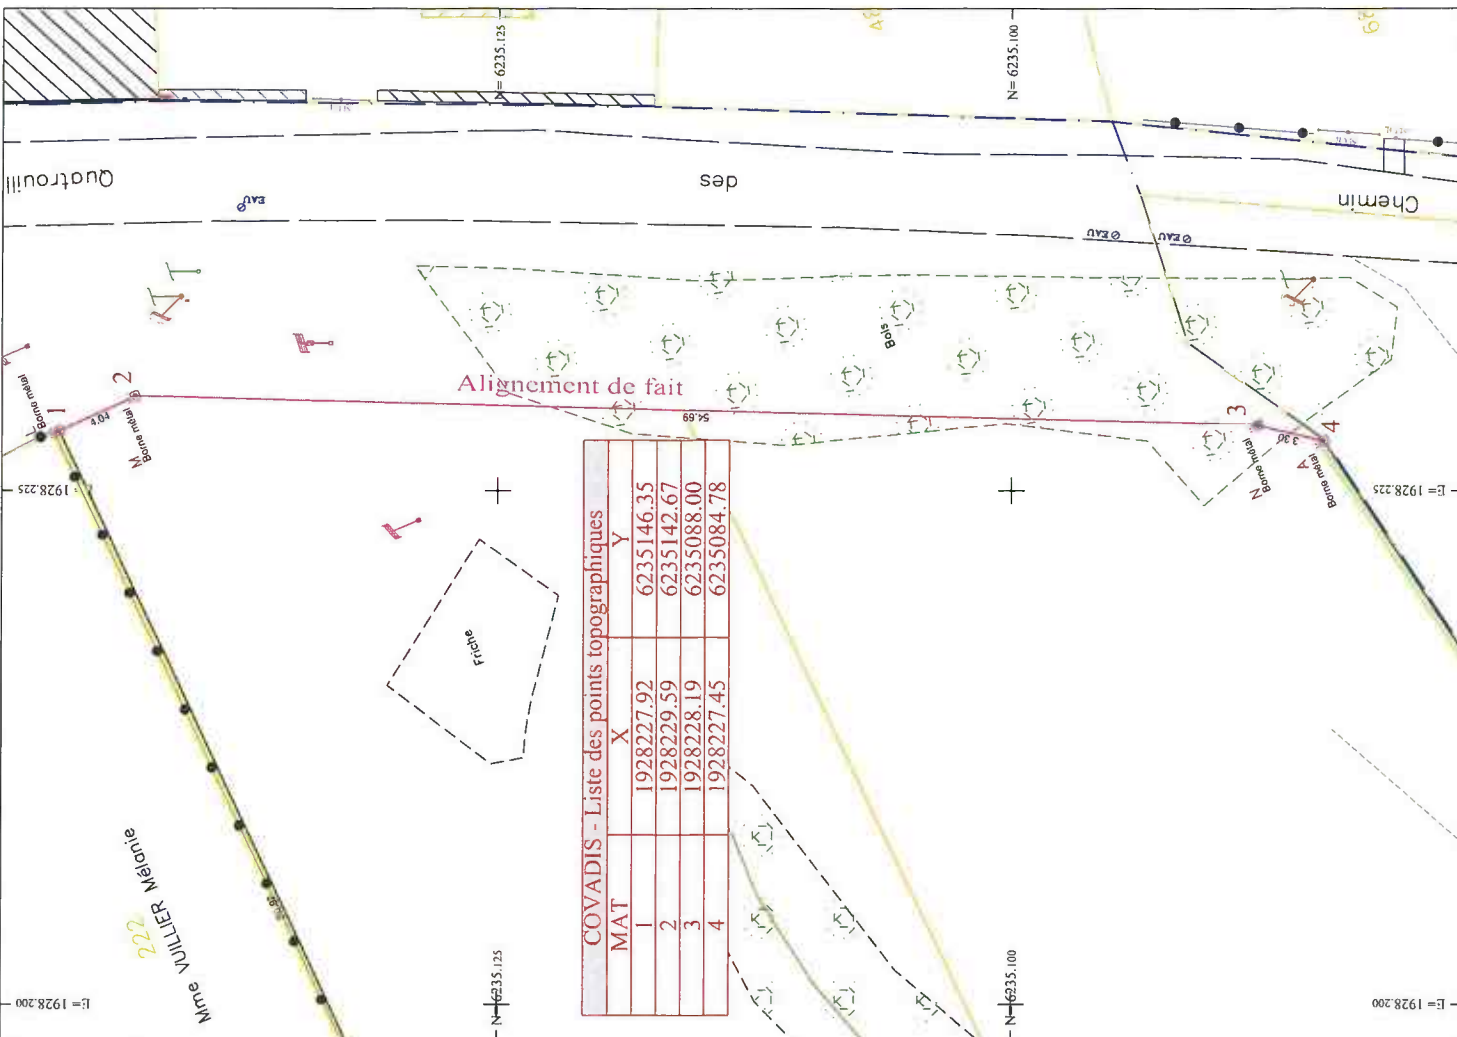 N= 6235.125
N= 6235.100
Chemin
des
Quatrouill
EAU
EAU
EAU
Bois
Alignement de fait
Borne métal
1
4.04
2
M
Borne métal
54.69
3
N
Borne métal
3.30
4
A
Borne métal
E= 1928.225
E= 1928.225
Friche
COVADIS - Liste des points topographiques
MAT X Y
1 1928227.92 6235146.35
2 1928229.59 6235142.67
3 1928228.19 6235088.00
4 1928227.45 6235084.78
222
Mme VUILLIER Mélanie
E= 1928.200
N= 6235.125
N= 6235.100
E= 1928.200